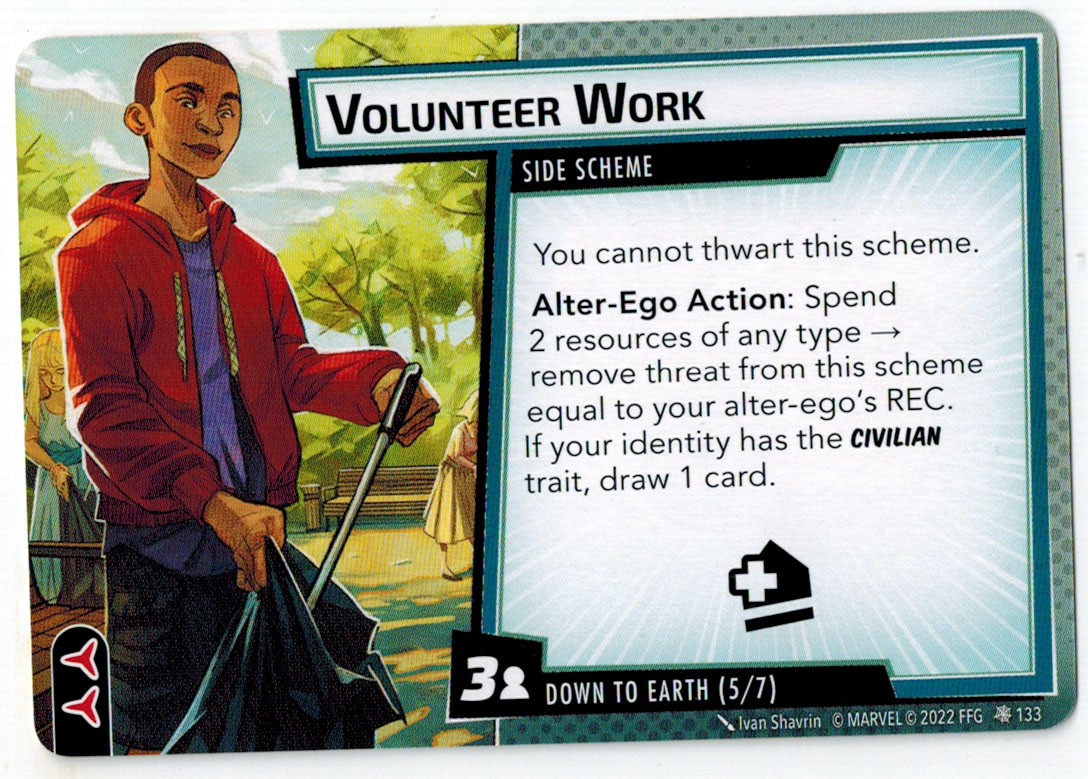 VOLUNTEER WORK
SIDE SCHEME
You cannot thwart this scheme.
Alter-Ego Action: Spend
2 resources of any type →
remove threat from this scheme
equal to your alter-ego's REC.
If your identity has the CIVILIAN
trait, draw 1 card.
3
DOWN TO EARTH (5/7)
Ivan Shavrin © MARVEL © 2022 FFG 133